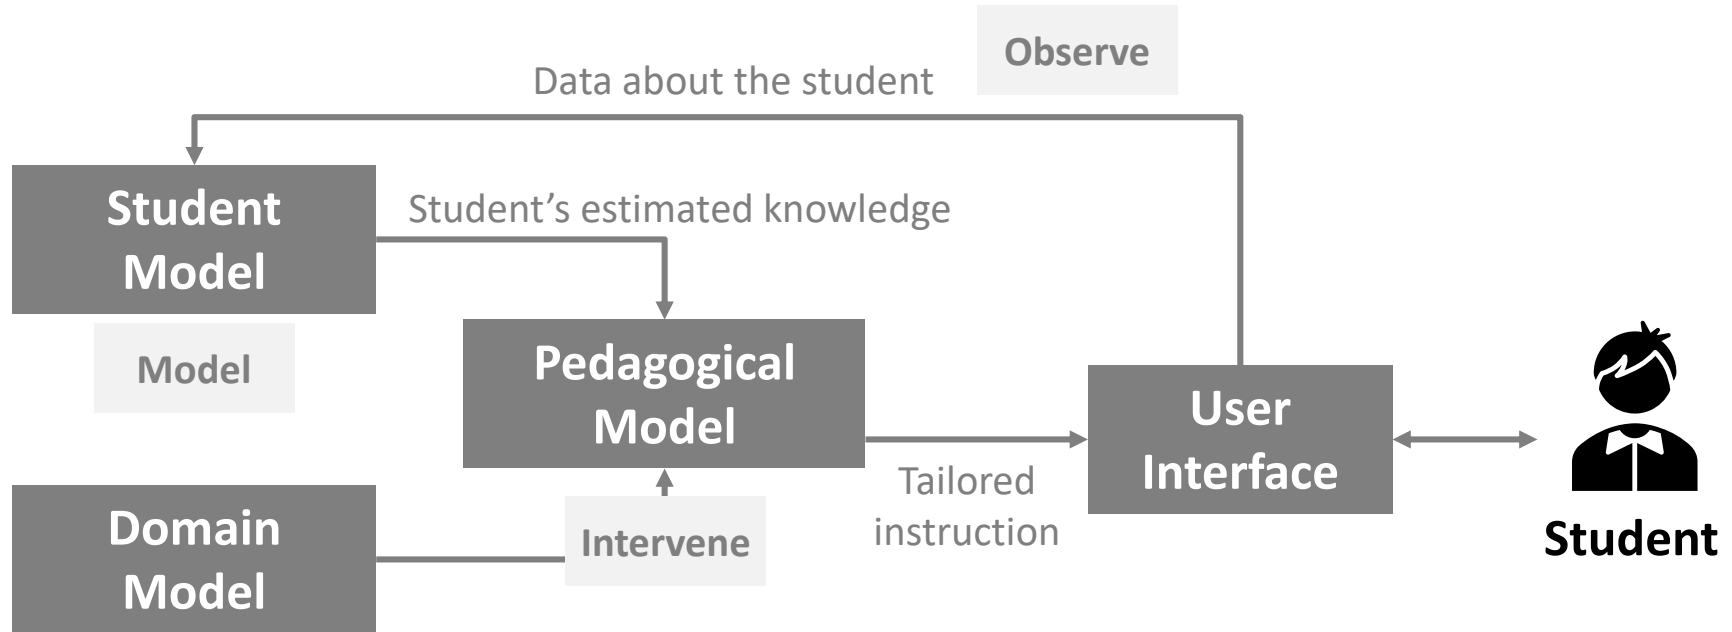 Observe
Data about the student
Student
Model
Student’s estimated knowledge
Model
Pedagogical
Model
User
Interface
Tailored
instruction
Domain
Model
Intervene
Student